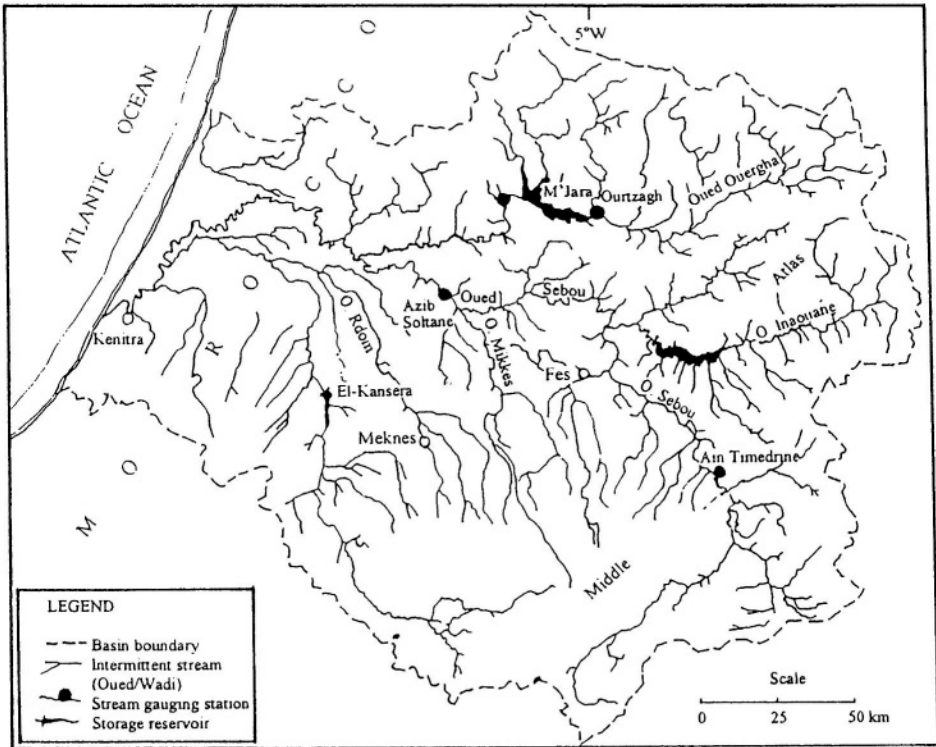 5°W
ATLANTIC OCEAN
MOROCCO
M'Jara
Ourtzagh
Oued Ouergha
Oued Sebou
Azib
Soltane
O. Rdom
O. Mikkes
Atlas
O. Inaouane
Kenitra
Fes
O. Sebou
El-Kansera
Meknes
Ain Timedrine
Middle
LEGEND
Basin boundary
Intermittent stream
(Oued/Wadi)
Stream gauging station
Storage reservoir
Scale
0 25 50 km